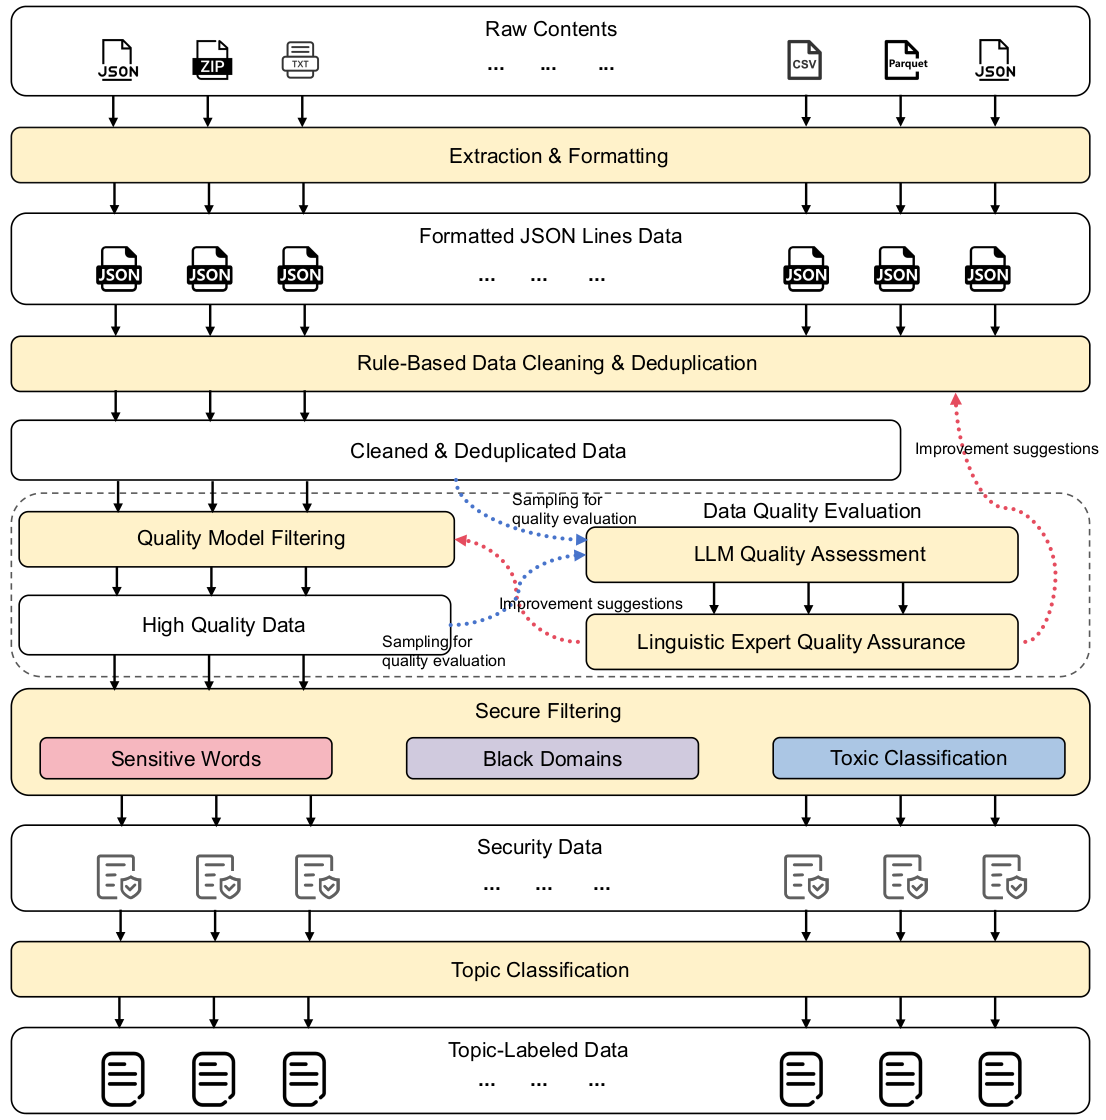 Raw Contents
JSON
ZIP
TXT
... ... ...
CSV
Parquet
JSON
Extraction & Formatting
Formatted JSON Lines Data
JSON
JSON
JSON
... ... ...
JSON
JSON
JSON
Rule-Based Data Cleaning & Deduplication
Cleaned & Deduplicated Data
Improvement suggestions
Sampling for
quality evaluation
Data Quality Evaluation
Quality Model Filtering
LLM Quality Assessment
Improvement suggestions
High Quality Data
Sampling for
quality evaluation
Linguistic Expert Quality Assurance
Secure Filtering
Sensitive Words
Black Domains
Toxic Classification
Security Data
... ... ...
Topic Classification
Topic-Labeled Data
... ... ...